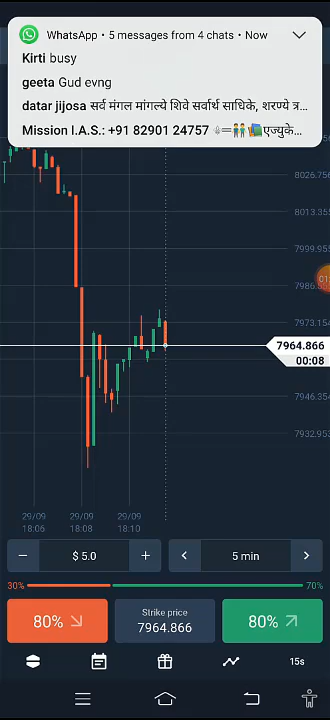 WhatsApp • 5 messages from 4 chats • Now
Kirti busy
geeta Gud evng
datar jijosa सर्व मंगल मांगल्ये शिवे सर्वार्थ साधिके, शरण्ये त्र...
Mission I.A.S.: +91 82901 24757 एज्युके...
8026.756
8013.355
7999.955
7986.
7973.154
7964.866
00:08
7946.354
7932.953
29/09 29/09 29/09
18:06 18:08 18:10
− $ 5.0 + < 5 min >
30% 70%
80% Strike price 80%
7964.866
15s